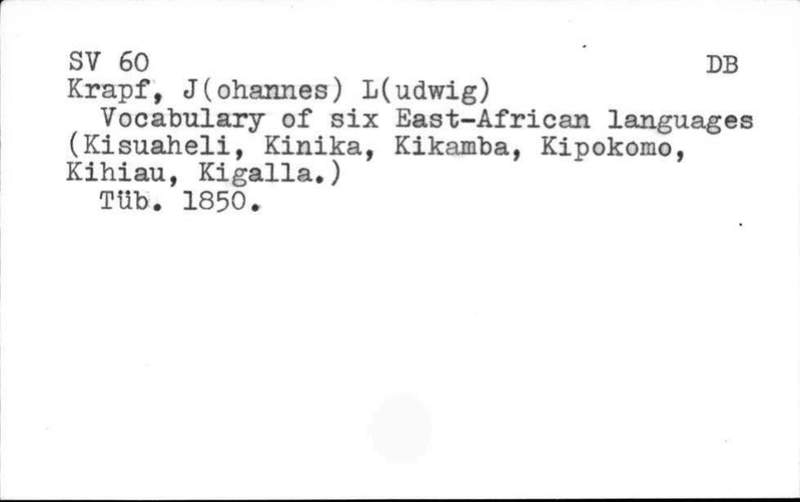 SV 60 DB
Krapf, J(ohannes) L(udwig)
Vocabulary of six East-African languages
(Kisuaheli, Kinika, Kikamba, Kipokomo,
Kihiau, Kigalla.)
Tüb. 1850.